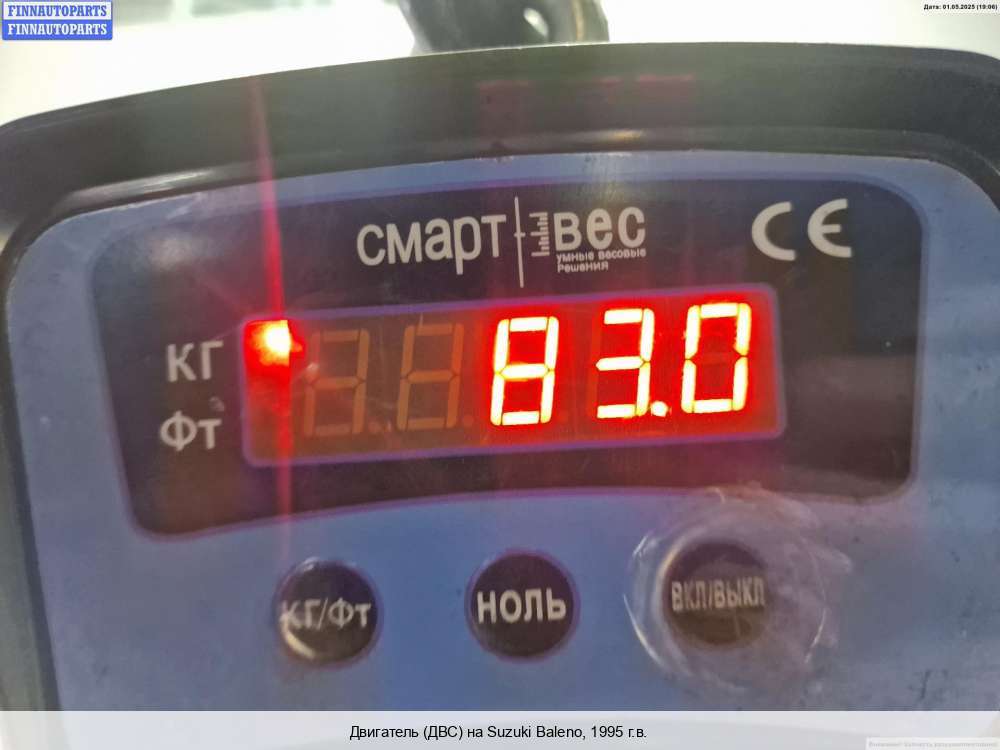 FINNAUTOPARTS
FINNAUTOPARTS
Дата: 01.05.2025 (19:06)
смарт вес
умные весовые
Решения
CE
КГ
ФТ
83.0
КГ/ФТ
НОЛЬ
ВКЛ/ВЫКЛ
Двигатель (ДВС) на Suzuki Baleno, 1995 г.в.